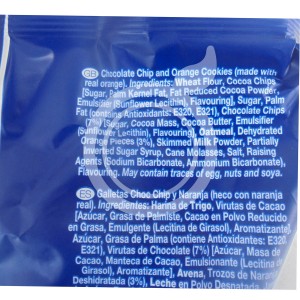 GB Chocolate Chip and Orange Cookies (made with
real orange). Ingredients: Wheat Flour, Cocoa Chips
[Sugar, Palm Kernel Fat, Fat Reduced Cocoa Powder,
Emulsifier (Sunflower Lecithin), Flavouring], Sugar, Palm
Fat (contains Antioxidants: E320, E321), Chocolate Chips
(7%) [Sugar, Cocoa Mass, Cocoa Butter, Emulsifier
(Sunflower Lecithin), Flavouring], Oatmeal, Dehydrated
Orange Pieces (3%), Skimmed Milk Powder, Partially
Inverted Sugar Syrup, Cane Molasses, Salt, Raising
Agents (Sodium Bicarbonate, Ammonium Bicarbonate),
Flavouring. May contain traces of egg, nuts and soya.
ES Galletas Choc Chip y Naranja (heco con naranja
real). Ingredientes: Harina de Trigo, Virutas de Cacao
[Azúcar, Grasa de Palmiste, Cacao en Polvo Reducido
en Grasa, Emulgente (Lecitina de Girasol), Aromatizante],
Azúcar, Grasa de Palma (contiene Antioxidantes: E320,
E321), Virutas de Chocolate (7%) [Azúcar, Masa de
Cacao, Manteca de Cacao, Emulgente (Lecitina de
Girasol), Aromatizante], Avena, Trozos de Naranja
Deshidratada (3%), Leche en Polvo Desnatada